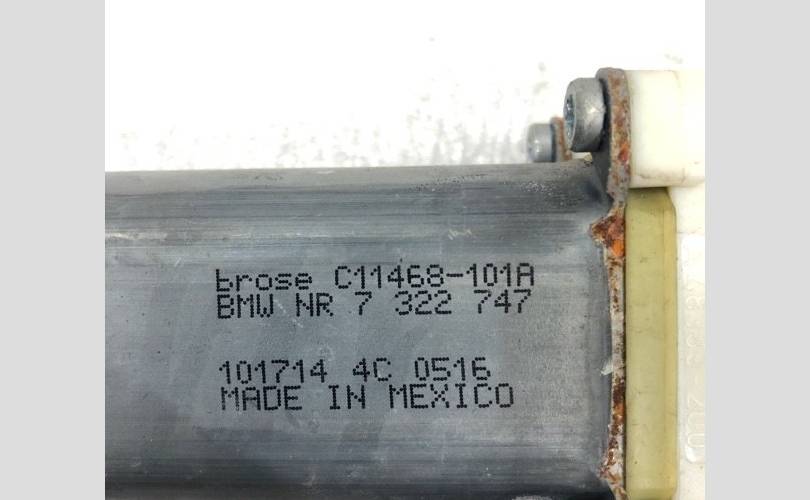 brose C11468-101A
BMW NR 7 322 747
101714 4C 0516
MADE IN MEXICO